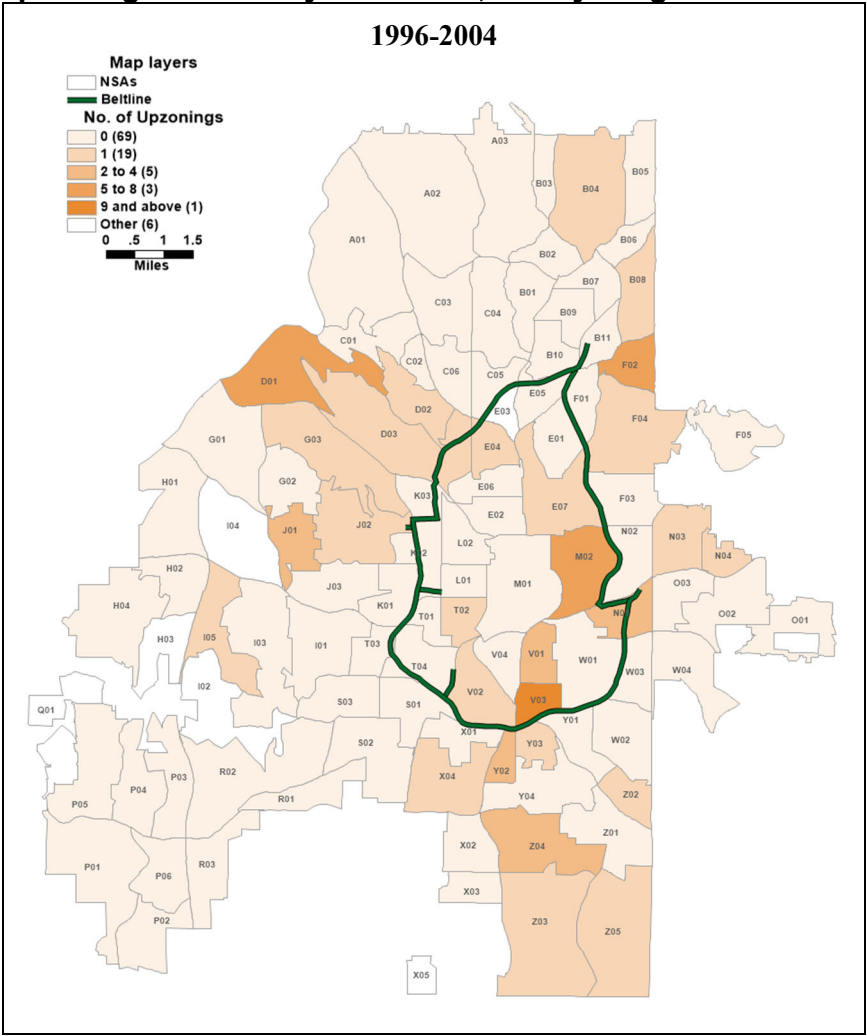 1996-2004
Map layers
NSAs
Beltline
No. of Upzonings
0 (69)
1 (19)
2 to 4 (5)
5 to 8 (3)
9 and above (1)
Other (6)
0 .5 1 1.5
Miles
A03
B03
B04
B05
A02
A01
B06
B02
B07
B08
B01
C03
B09
C04
B11
C01
B10
C02
F02
C06
C05
D01
E05
F01
E03
D02
F04
D03
E01
F05
G01
G03
E04
H01
G02
E06
K03
F03
E07
E02
I04
J02
J01
N02
N03
L02
K02
M02
N04
H02
L01
M01
O03
J03
H04
K01
T02
T01
O02
O01
I05
H03
I03
I01
T03
V04
V01
W01
T04
W03
W04
I02
V02
V03
S03
S01
Q01
Y01
X01
W02
S02
Y03
R02
Y02
P03
X04
P04
Z02
Y04
R01
P05
Z01
X02
Z04
P01
R03
P06
X03
P02
Z03
Z05
X05